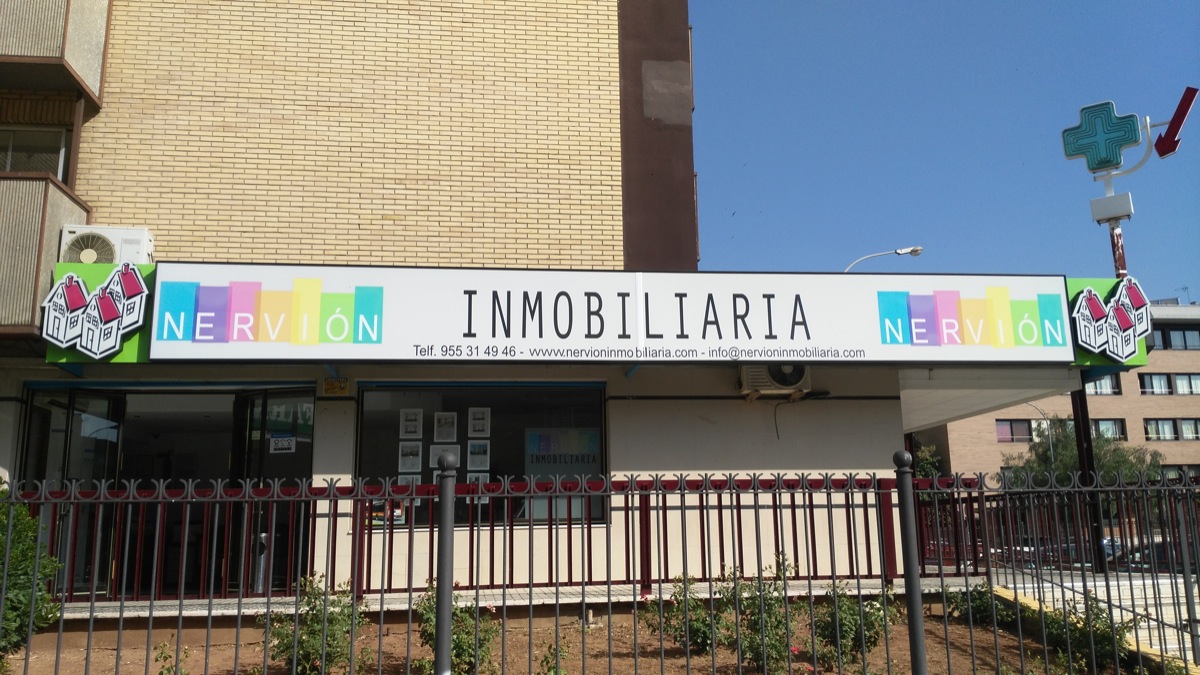 NERVIÓN
INMOBILIARIA
NERVIÓN
Telf. 955 31 49 46 - wwww.nervioninmobiliaria.com - info@nervioninmobiliaria.com
INMOBILIARIA